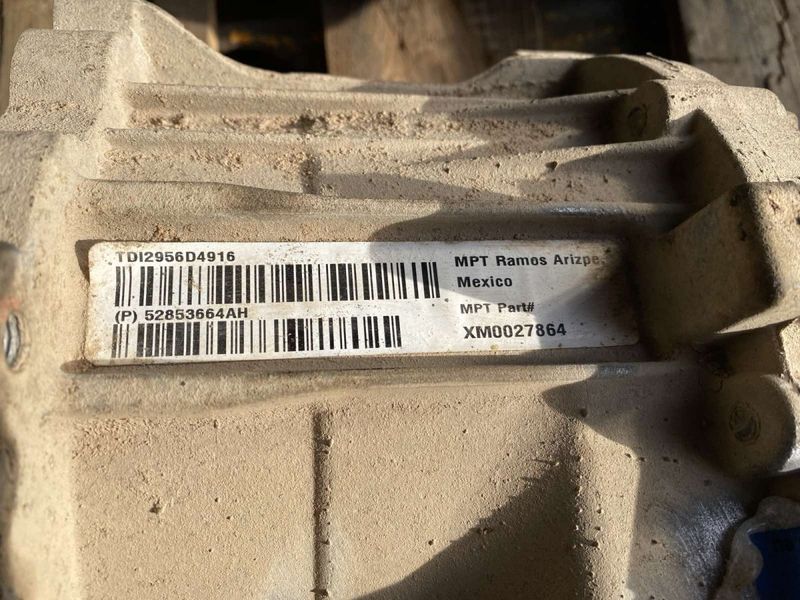 TDI2956D4916
(P) 52853664AH
MPT Ramos Arizpe,
Mexico
MPT Part#
XM0027864